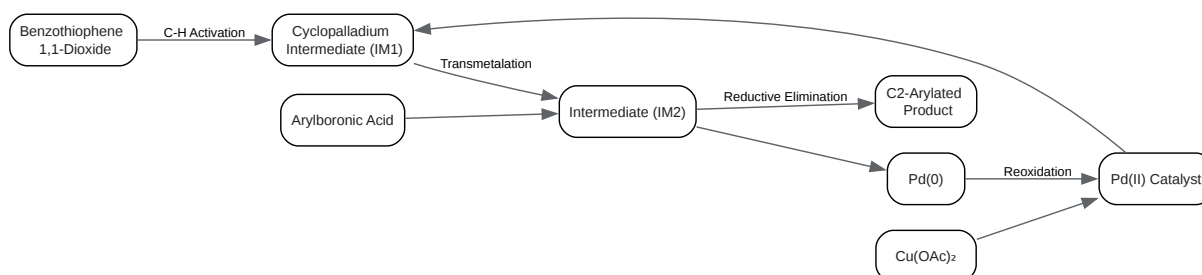 Benzothiophene
1,1-Dioxide
C-H Activation
Cyclopalladium
Intermediate (IM1)
Transmetalation
Arylboronic Acid
Intermediate (IM2)
Reductive Elimination
C2-Arylated
Product
Pd(0)
Reoxidation
Pd(II) Catalyst
Cu(OAc)₂